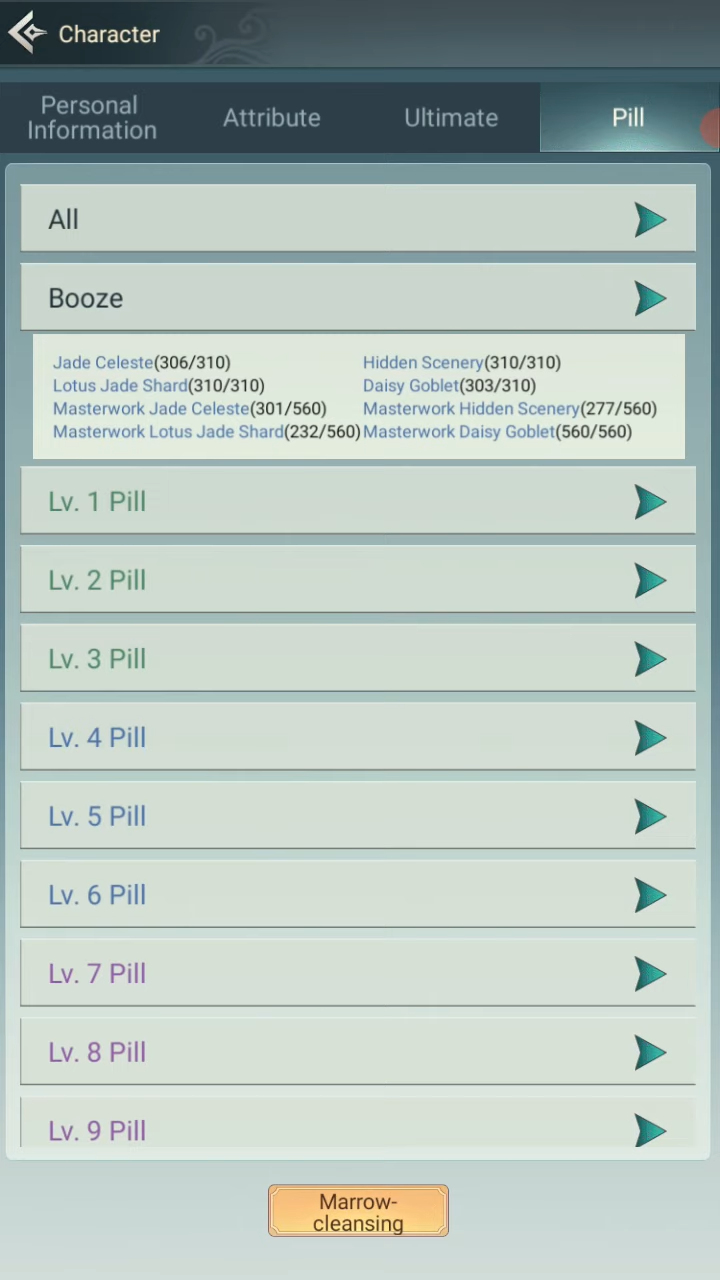 Character
Personal
Information
Attribute
Ultimate
Pill
All
Booze
Jade Celeste(306/310)
Hidden Scenery(310/310)
Lotus Jade Shard(310/310)
Daisy Goblet(303/310)
Masterwork Jade Celeste(301/560)
Masterwork Hidden Scenery(277/560)
Masterwork Lotus Jade Shard(232/560)
Masterwork Daisy Goblet(560/560)
Lv. 1 Pill
Lv. 2 Pill
Lv. 3 Pill
Lv. 4 Pill
Lv. 5 Pill
Lv. 6 Pill
Lv. 7 Pill
Lv. 8 Pill
Lv. 9 Pill
Marrow-
cleansing